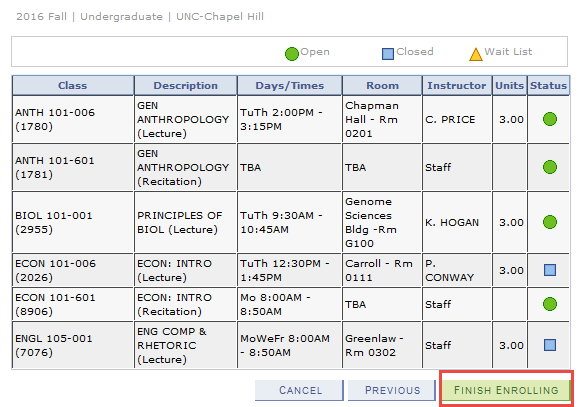 2016 Fall | Undergraduate | UNC-Chapel Hill
Open Closed Wait List
Class Description Days/Times Room Instructor Units Status
ANTH 101-006
(1780)
GEN
ANTHROPOLOGY
(Lecture)
TuTh 2:00PM -
3:15PM
Chapman
Hall - Rm
0201
C. PRICE
3.00
ANTH 101-601
(1781)
GEN
ANTHROPOLOGY
(Recitation)
TBA
TBA
Staff
BIOL 101-001
(2955)
PRINCIPLES OF
BIOL (Lecture)
TuTh 9:30AM -
10:45AM
Genome
Sciences
Bldg -Rm
G100
K. HOGAN
3.00
ECON 101-006
(2026)
ECON: INTRO
(Lecture)
TuTh 12:30PM -
1:45PM
Carroll - Rm
0111
P.
CONWAY
3.00
ECON 101-601
(8906)
ECON: INTRO
(Recitation)
Mo 8:00AM -
8:50AM
TBA
Staff
ENGL 105-001
(7076)
ENG COMP &
RHETORIC
(Lecture)
MoWeFr 8:00AM
- 8:50AM
Greenlaw -
Rm 0302
Staff
3.00
CANCEL PREVIOUS FINISH ENROLLING